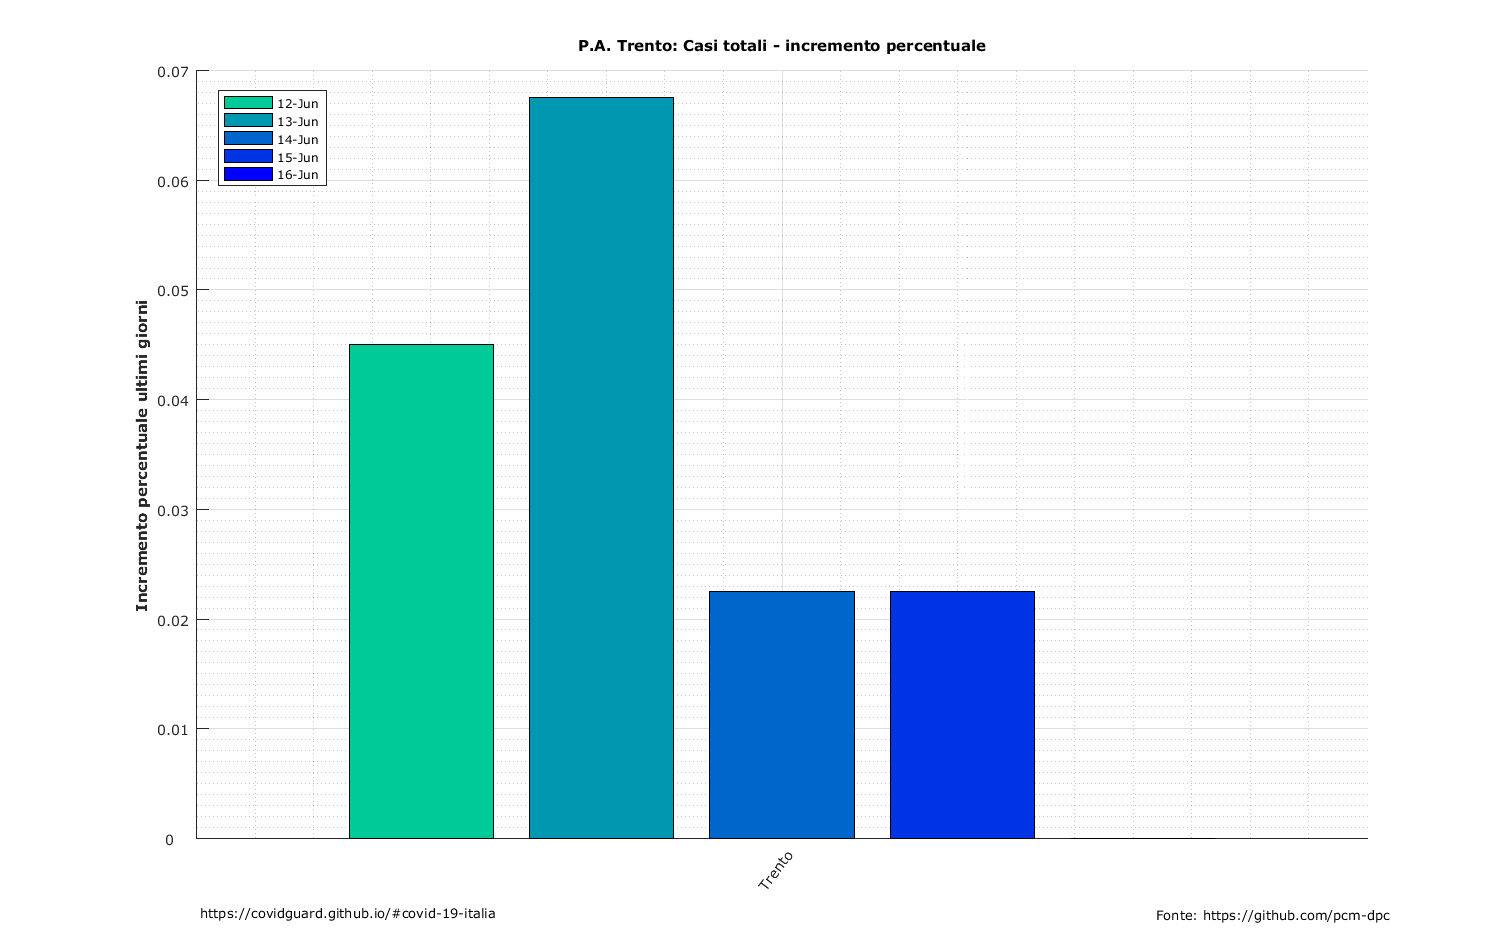 P.A. Trento: Casi totali - incremento percentuale
0.07
0.06
0.05
0.04
0.03
0.02
0.01
0
Incremento percentuale ultimi giorni
12-Jun
13-Jun
14-Jun
15-Jun
16-Jun
Trento
https://covidguard.github.io/#covid-19-italia
Fonte: https://github.com/pcm-dpc